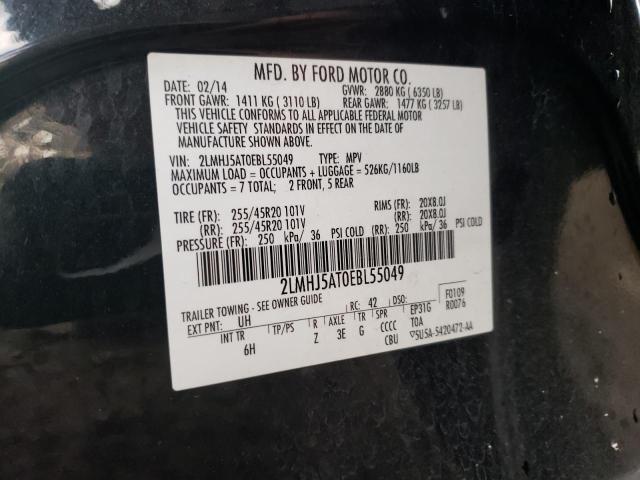 MFD. BY FORD MOTOR CO.
DATE: 02/14 GVWR: 2880 KG ( 6350 LB)
FRONT GAWR: 1411 KG ( 3110 LB) REAR GAWR: 1477 KG ( 3257 LB)
THIS VEHICLE CONFORMS TO ALL APPLICABLE FEDERAL MOTOR
VEHICLE SAFETY STANDARDS IN EFFECT ON THE DATE OF
MANUFACTURE SHOWN ABOVE.
VIN: 2LMHJ5AT0EBL55049 TYPE: MPV
MAXIMUM LOAD = OCCUPANTS + LUGGAGE = 526KG/1160LB
OCCUPANTS = 7 TOTAL; 2 FRONT, 5 REAR
TIRE (FR): 255/45R20 101V RIMS (FR): 20X8.0J
(RR): 255/45R20 101V (RR): 20X8.0J
PRESSURE (FR): 250 kPa/ 36 PSI COLD (RR): 250 kPa/ 36 PSI COLD
2LMHJ5AT0EBL55049
TRAILER TOWING - SEE OWNER GUIDE
EXT PNT: UH RC: 42 DSO: F0109
INT TR TP/PS R AXLE TR SPR EP31G R0076
6H Z 3E G CCCC T0A
CBU 5U5A-5420472-AA